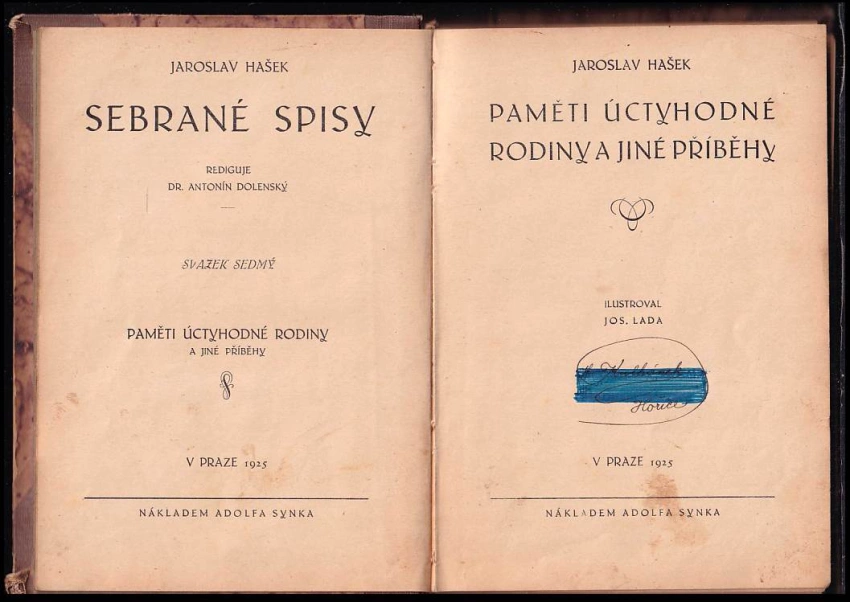 JAROSLAV HAŠEK
SEBRANÉ SPISY
REDIGUJE
DR. ANTONÍN DOLENSKÝ
SVAZEK SEDMÝ
PAMĚTI ÚCTYHODNÉ RODINY
A JINÉ PŘÍBĚHY
V PRAZE 1925
NÁKLADEM ADOLFA SYNKA
JAROSLAV HAŠEK
PAMĚTI ÚCTYHODNÉ
RODINY A JINÉ PŘÍBĚHY
ILUSTROVAL
JOS. LADA
Hořice
V PRAZE 1925
NÁKLADEM ADOLFA SYNKA